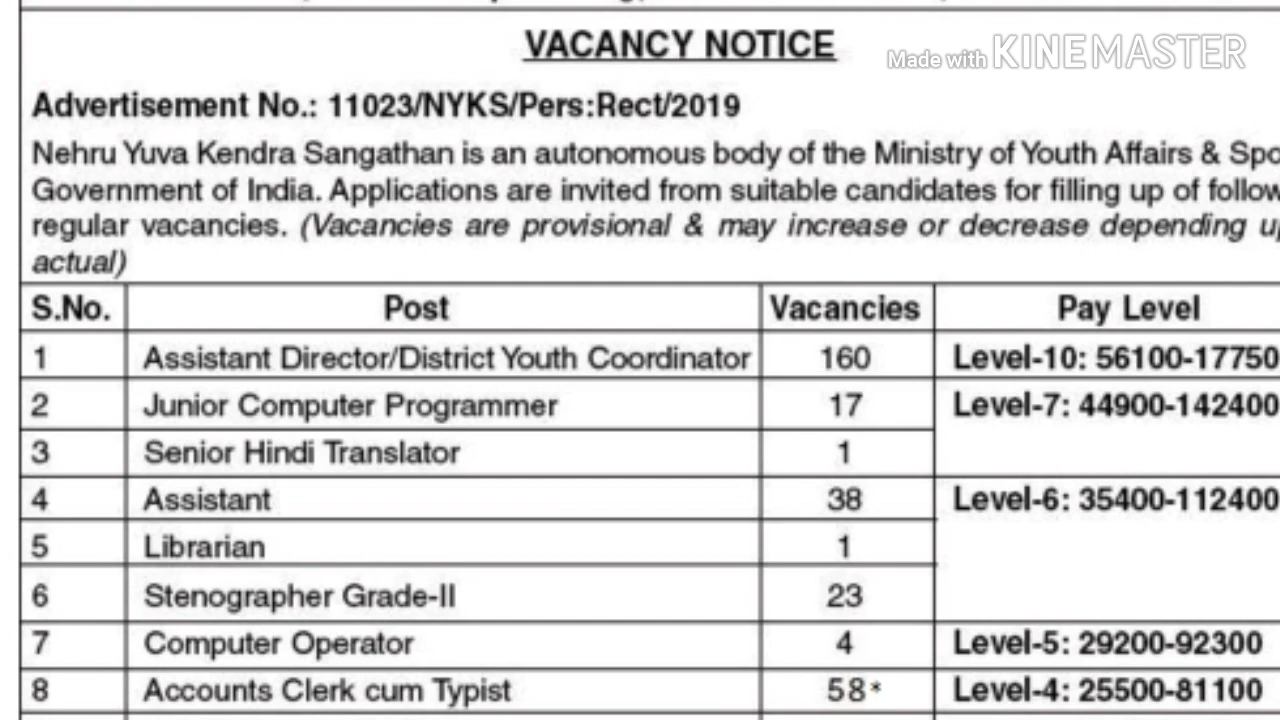 VACANCY NOTICE
Made with KINEMASTER
Advertisement No.: 11023/NYKS/Pers:Rect/2019
Nehru Yuva Kendra Sangathan is an autonomous body of the Ministry of Youth Affairs & Spo
Government of India. Applications are invited from suitable candidates for filling up of follow
regular vacancies. (Vacancies are provisional & may increase or decrease depending up
actual)
S.No. Post Vacancies Pay Level
1 Assistant Director/District Youth Coordinator 160 Level-10: 56100-17750
2 Junior Computer Programmer 17 Level-7: 44900-142400
3 Senior Hindi Translator 1
4 Assistant 38 Level-6: 35400-112400
5 Librarian 1
6 Stenographer Grade-II 23
7 Computer Operator 4 Level-5: 29200-92300
8 Accounts Clerk cum Typist 58* Level-4: 25500-81100